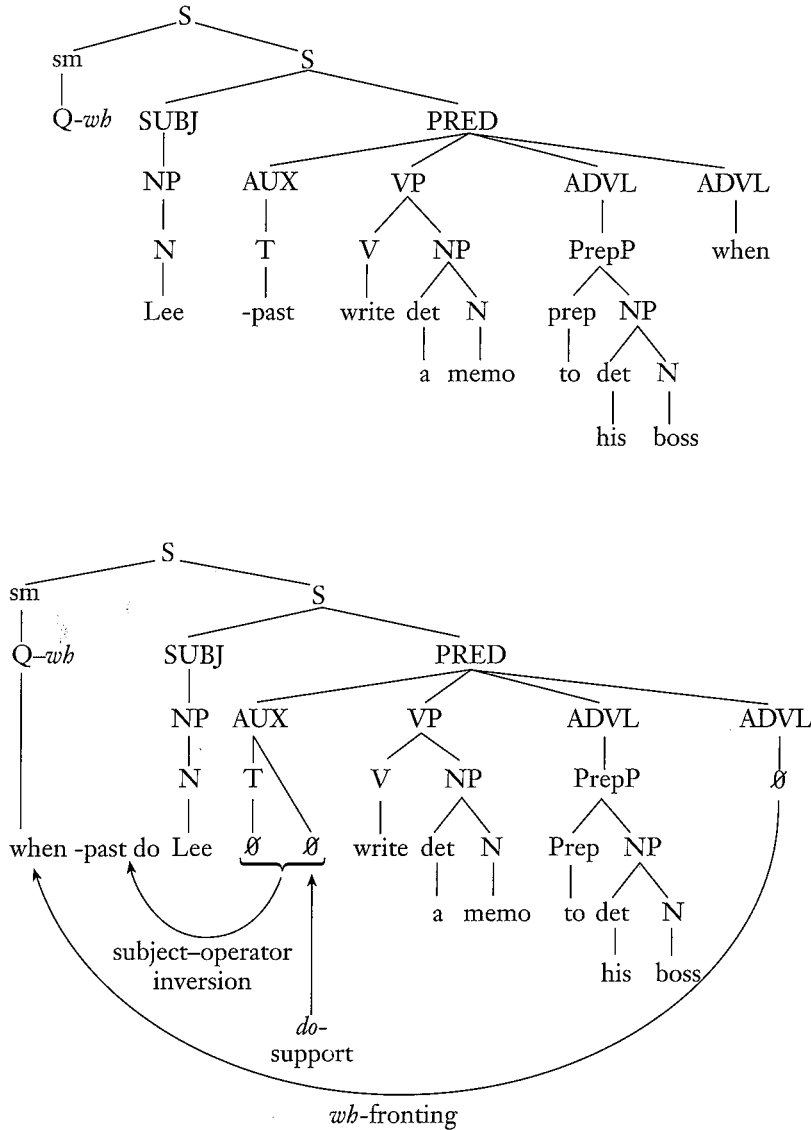 S
sm S
Q-wh SUBJ PRED
NP AUX VP ADVL ADVL
N T V NP PrepP when
Lee -past write det N prep NP
a memo to det N
his boss
S
sm S
Q–wh SUBJ PRED
NP AUX VP ADVL ADVL
N T V NP PrepP Ø
when -past do Lee Ø Ø write det N Prep NP
a memo to det N
subject–operator
inversion his boss
do-
support
wh-fronting